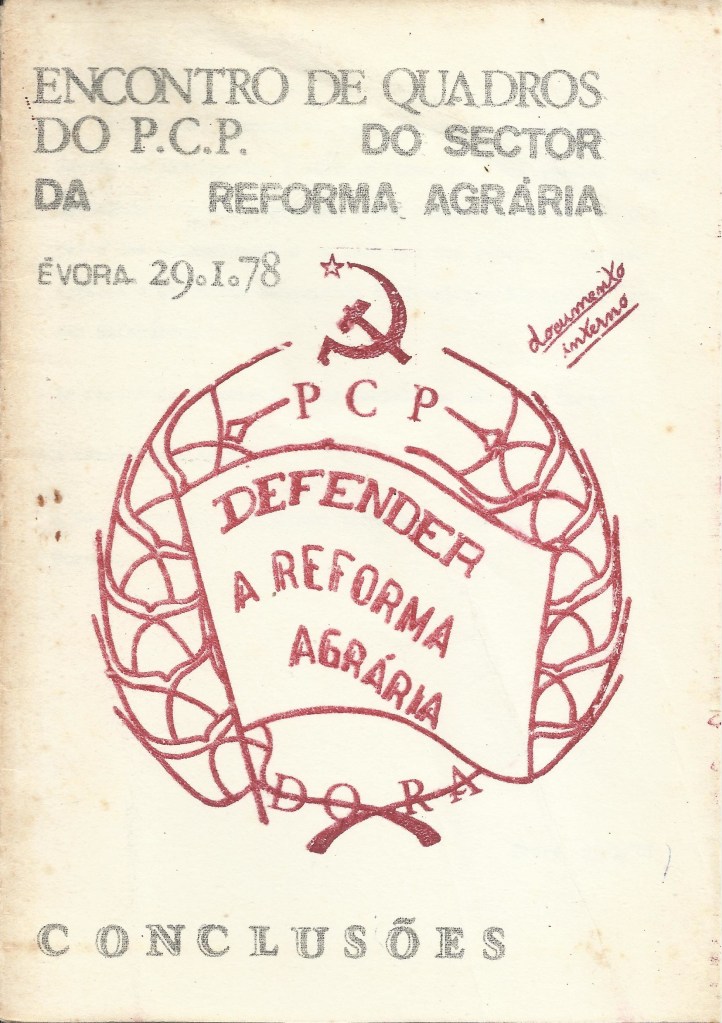 ENCONTRO DE QUADROS
DO P.C.P. DO SECTOR
DA REFORMA AGRÁRIA
ÉVORA 29.1.78
documento
interno
PCP
DEFENDER
A REFORMA
AGRÁRIA
DORA
CONCLUSÕES